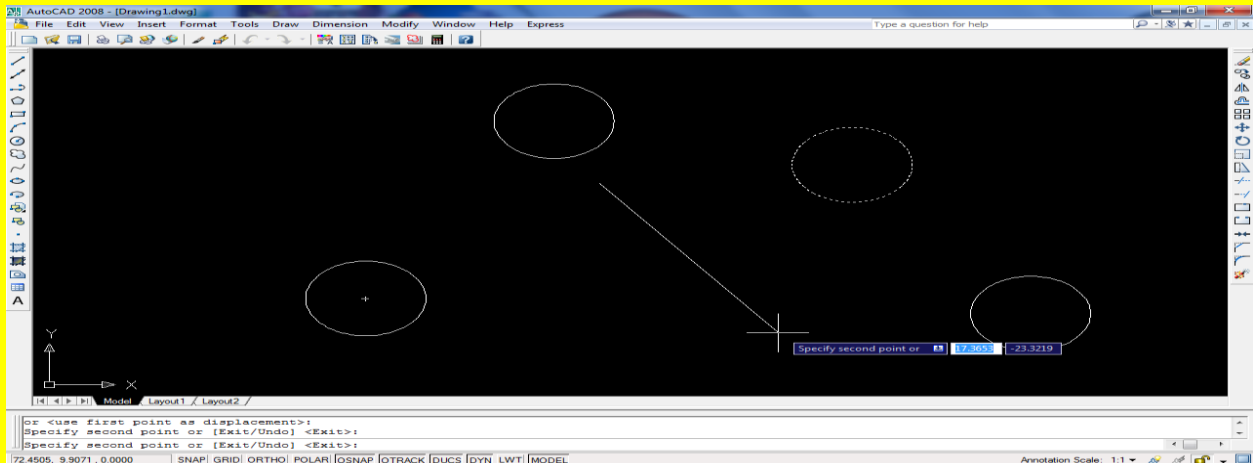 AutoCAD 2008 - [Drawing1.dwg]
File Edit View Insert Format Tools Draw Dimension Modify Window Help Express Type a question for help
A
Y
X
Specify second point or 17.3653 -23.3219
Model Layout1 Layout2
or <use first point as displacement>:
Specify second point or [Exit/Undo] <Exit>:
Specify second point or [Exit/Undo] <Exit>:
72.4505, 9.9071, 0.0000 SNAP GRID ORTHO POLAR OSNAP OTRACK DUCS DYN LWT MODEL Annotation Scale: 1:1